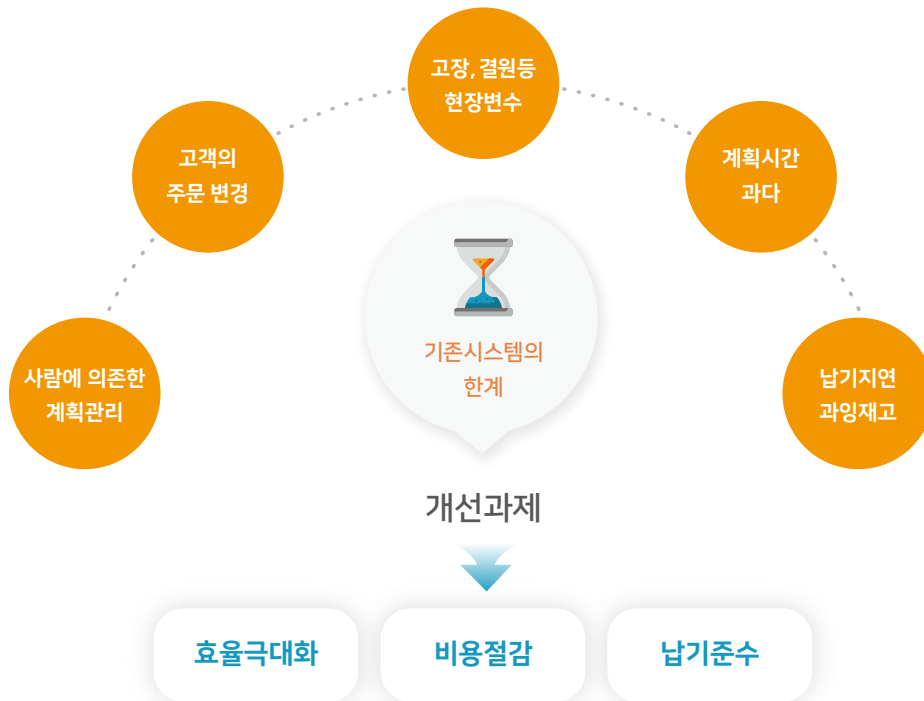 고장, 결원등
현장변수
고객의
주문 변경
계획시간
과다
사람에 의존한
계획관리
기존시스템의
한계
납기지연
과잉재고
개선과제
효율극대화
비용절감
납기준수